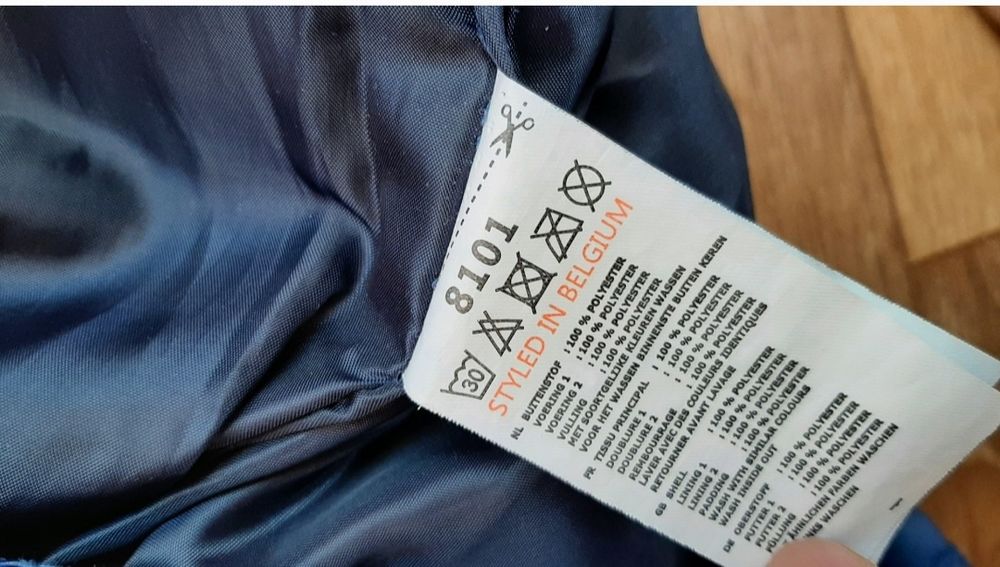 8101
30
STYLED IN BELGIUM
NL BUITENSTOF : 100 % POLYESTER
VOERING 1 : 100 % POLYESTER
VOERING 2 : 100 % POLYESTER
VULLING : 100 % POLYESTER
MET SOORTGELIJKE KLEUREN WASSEN
VOOR HET WASSEN BINNENSTE BUITEN KEREN
FR TISSU PRINCIPAL : 100 % POLYESTER
DOUBLURE 1 : 100 % POLYESTER
DOUBLURE 2 : 100 % POLYESTER
REMBOURRAGE : 100 % POLYESTER
LAVER AVEC DES COULEURS IDENTIQUES
RETOURNER AVANT LAVAGE
GB SHELL : 100 % POLYESTER
LINING 1 : 100 % POLYESTER
LINING 2 : 100 % POLYESTER
PADDING : 100 % POLYESTER
WASH WITH SIMILAR COLOURS
WASH INSIDE OUT
DE OBERSTOFF : 100 % POLYESTER
FUTTER 1 : 100 % POLYESTER
FUTTER 2 : 100 % POLYESTER
FÜLLUNG : 100 % POLYESTER
ÄHNLICHEN FARBEN WASCHEN
WASCHEN